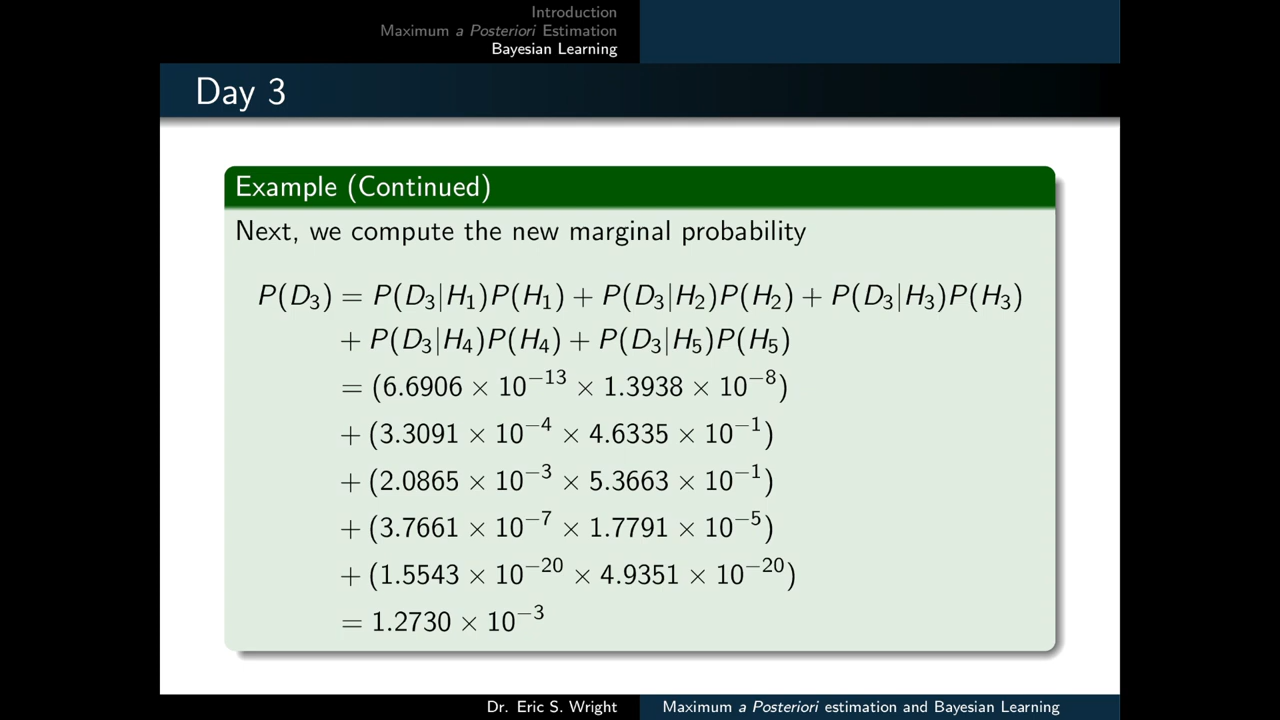 Introduction
Maximum a Posteriori Estimation
Bayesian Learning
Day 3
Example (Continued)
Next, we compute the new marginal probability
P(D₃) = P(D₃|H₁)P(H₁) + P(D₃|H₂)P(H₂) + P(D₃|H₃)P(H₃)
+ P(D₃|H₄)P(H₄) + P(D₃|H₅)P(H₅)
= (6.6906 × 10⁻¹³ × 1.3938 × 10⁻⁸)
+ (3.3091 × 10⁻⁴ × 4.6335 × 10⁻¹)
+ (2.0865 × 10⁻³ × 5.3663 × 10⁻¹)
+ (3.7661 × 10⁻⁷ × 1.7791 × 10⁻⁵)
+ (1.5543 × 10⁻²⁰ × 4.9351 × 10⁻²⁰)
= 1.2730 × 10⁻³
Dr. Eric S. Wright
Maximum a Posteriori estimation and Bayesian Learning